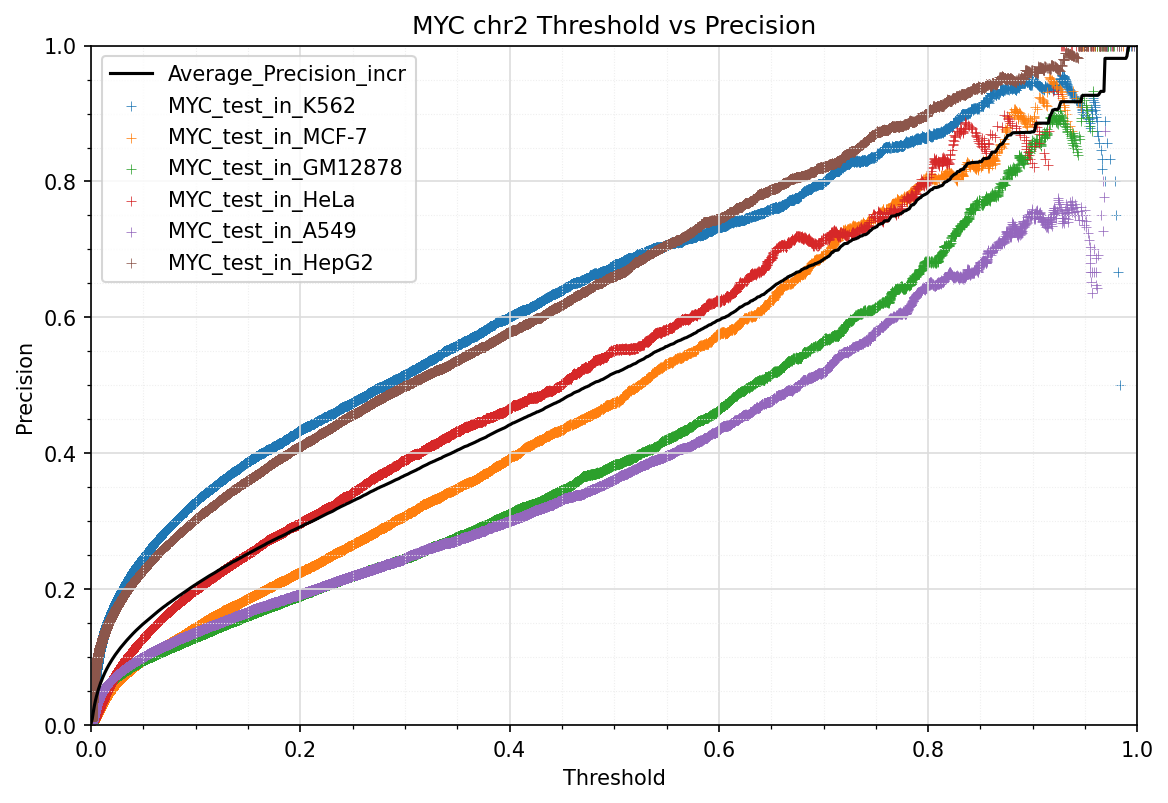 MYC chr2 Threshold vs Precision
1.0
0.8
0.6
0.4
0.2
0.0
Precision
Average_Precision_incr
MYC_test_in_K562
MYC_test_in_MCF-7
MYC_test_in_GM12878
MYC_test_in_HeLa
MYC_test_in_A549
MYC_test_in_HepG2
0.0 0.2 0.4 0.6 0.8 1.0
Threshold